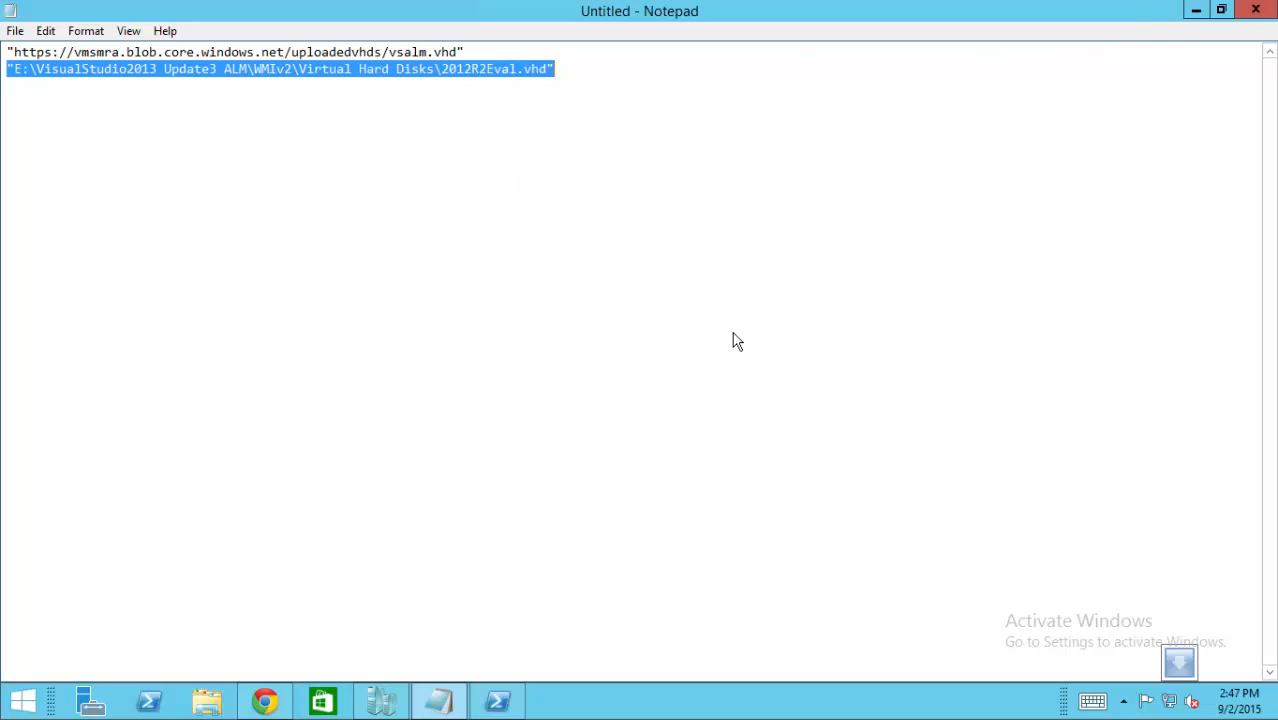 Untitled - Notepad
File Edit Format View Help
"https://vmsmra.blob.core.windows.net/uploadedvhds/vsalm.vhd"
"E:\VisualStudio2013 Update3 ALM\WMIv2\Virtual Hard Disks\2012R2Eval.vhd"
Activate Windows
Go to Settings to activate Windows.
2:47 PM
9/2/2015